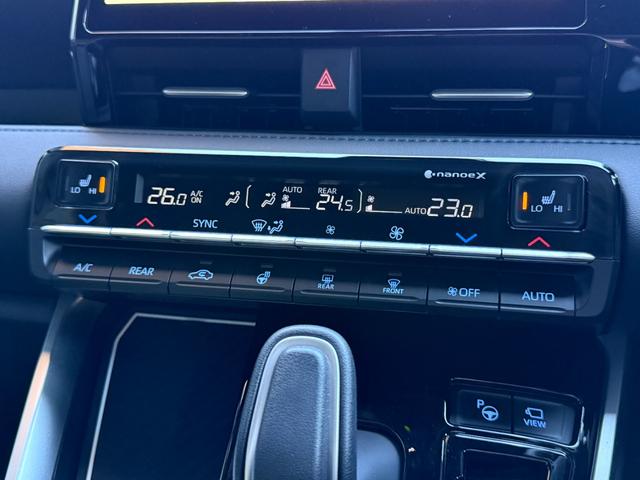 nanoeX
LO HI
26.0 A/C ON AUTO REAR 24.5 AUTO 23.0
LO HI
SYNC
A/C REAR REAR FRONT OFF AUTO
P
VIEW